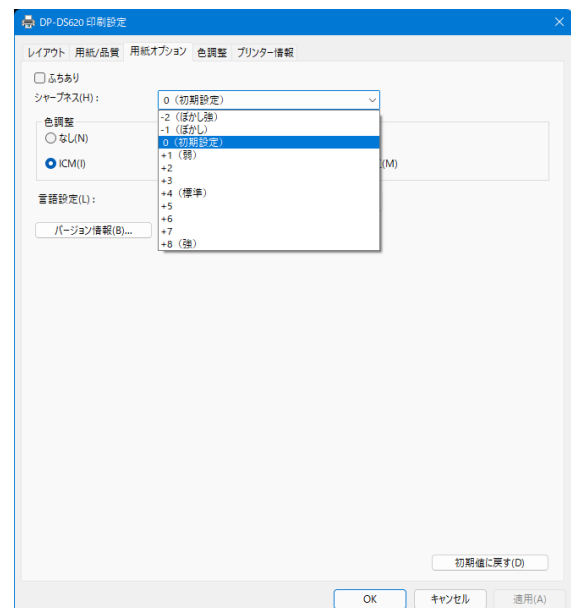 DP-DS620 印刷設定
レイアウト 用紙/品質 用紙オプション 色調整 プリンター情報
ふちあり
シャープネス(H)： 0（初期設定）
-2（ぼかし強）
-1（ぼかし）
0（初期設定）
+1（弱）
+2
+3
+4（標準）
+5
+6
+7
+8（強）
色調整
なし(N)
ICM(I)
(M)
言語設定(L)：
バージョン情報(B)...
初期値に戻す(D)
OK キャンセル 適用(A)